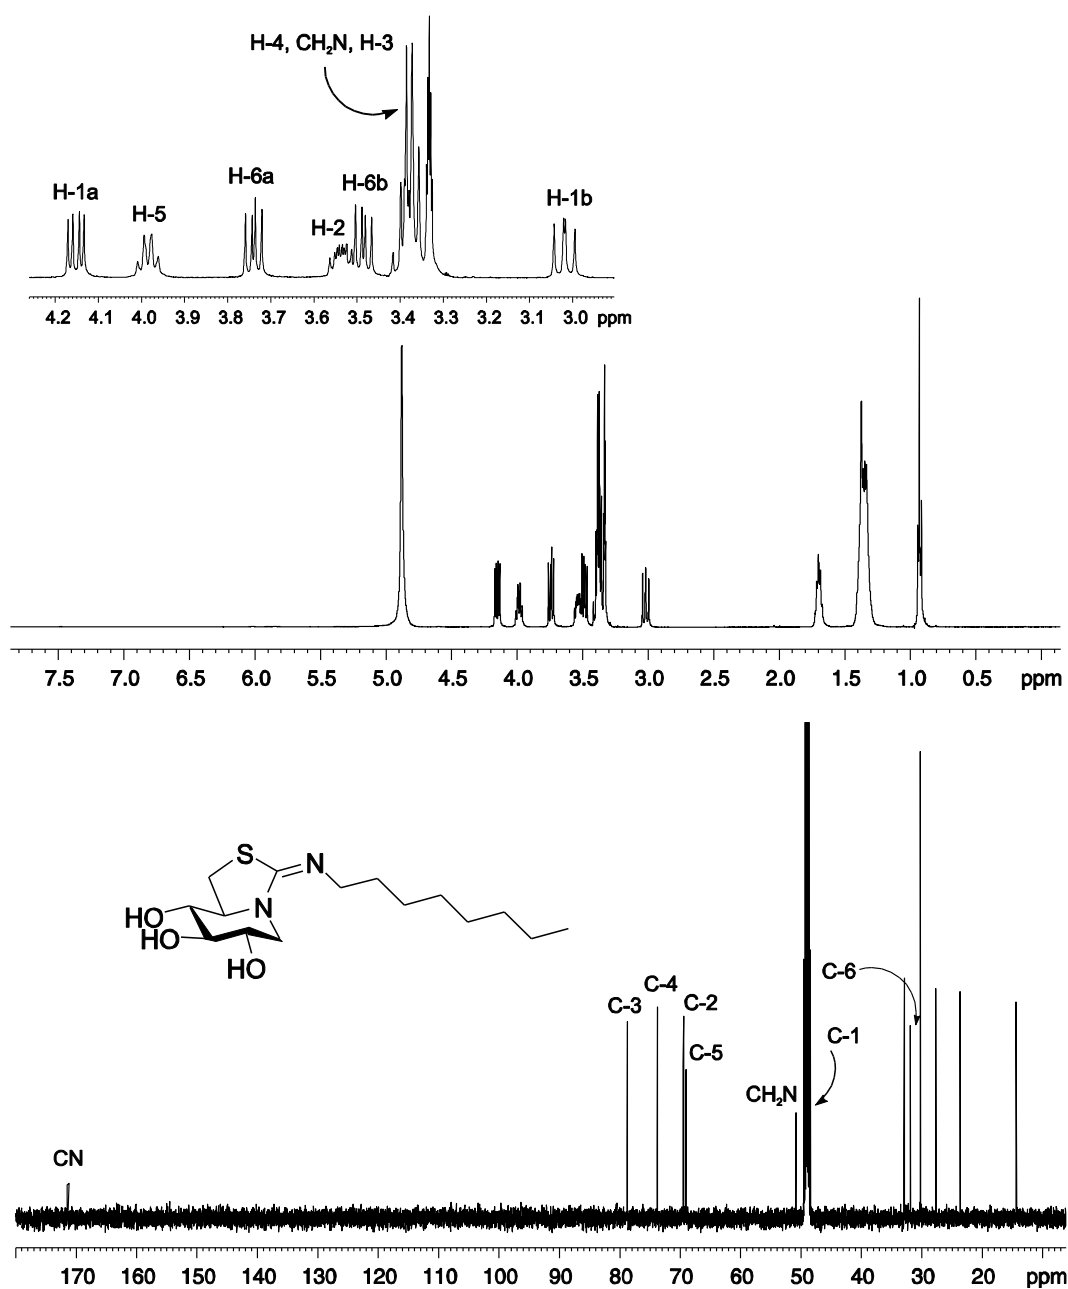 H-4, CH₂N, H-3
H-1a
H-5
H-6a
H-2
H-6b
H-1b
4.2 4.1 4.0 3.9 3.8 3.7 3.6 3.5 3.4 3.3 3.2 3.1 3.0 ppm
7.5 7.0 6.5 6.0 5.5 5.0 4.5 4.0 3.5 3.0 2.5 2.0 1.5 1.0 0.5 ppm
S
N
N
HO
HO
HO
C-3
C-4
C-2
C-5
C-6
C-1
CH₂N
CN
170 160 150 140 130 120 110 100 90 80 70 60 50 40 30 20 ppm